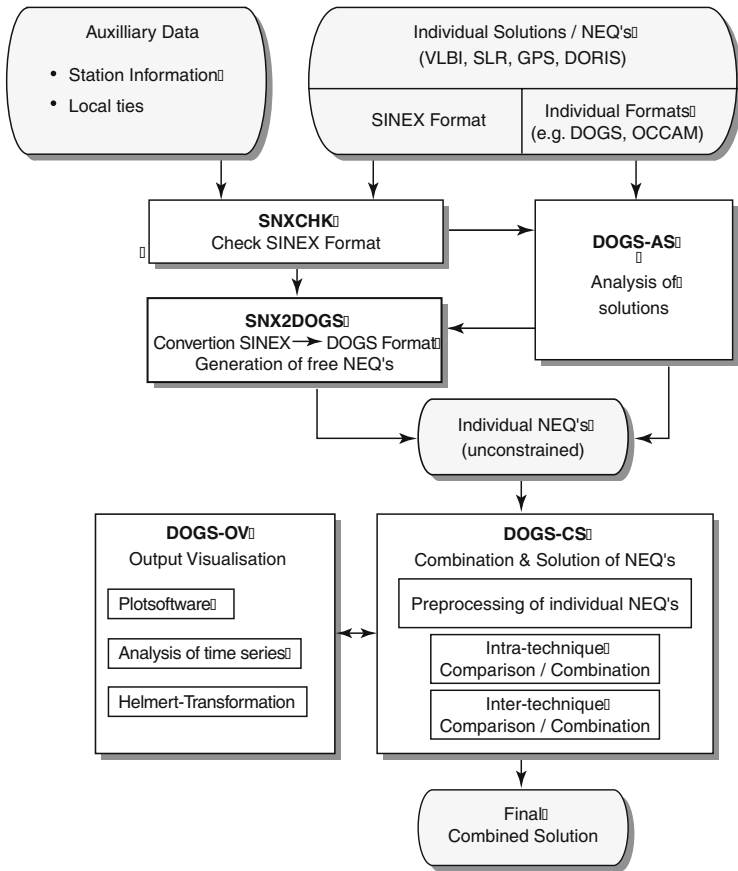 Auxilliary Data
• Station Information
• Local ties
Individual Solutions / NEQ's
(VLBI, SLR, GPS, DORIS)
SINEX Format
Individual Formats
(e.g. DOGS, OCCAM)
SNXCHK
Check SINEX Format
DOGS-AS
Analysis of
solutions
SNX2DOGS
Convertion SINEX → DOGS Format
Generation of free NEQ's
Individual NEQ's
(unconstrained)
DOGS-OV
Output Visualisation
Plotsoftware
Analysis of time series
Helmert-Transformation
DOGS-CS
Combination & Solution of NEQ's
Preprocessing of individual NEQ's
Intra-technique
Comparison / Combination
Inter-technique
Comparison / Combination
Final
Combined Solution